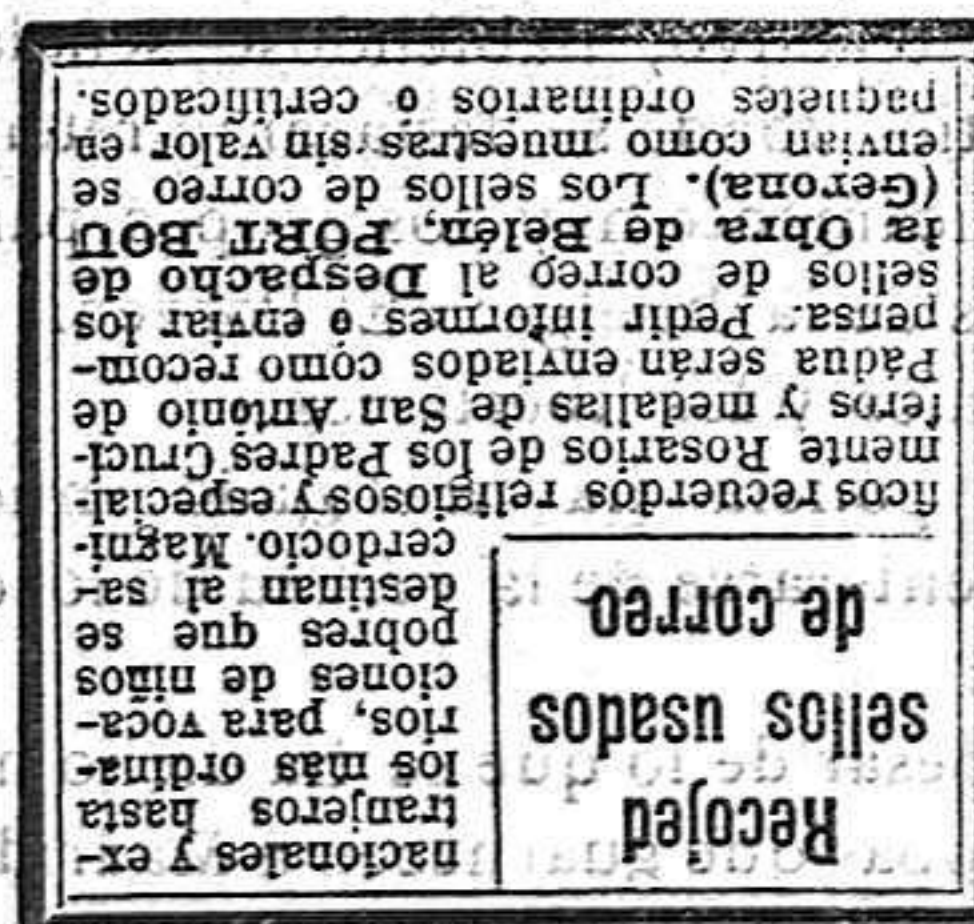 Recojed
sellos usados
de correo
nacionales y ex-
tranjeros hasta
los más ordina-
rios, para voca-
ciones de niños
pobres que se
destinan al sa-
cerdocio. Magni-
ficos recuerdos religiosos y especial-
mente Rosarios de los Padres Cruci-
feros y medallas de San Antonio de
Pádua serán enviados como recom-
pensa. Pedir informes ó enviar los
sellos de correo al Despacho de
la Obra de Belén, PORT BOU
(Gerona). Los sellos de correo se
envian como muestras sin valor en
paquetes ordinarios ó certificados.